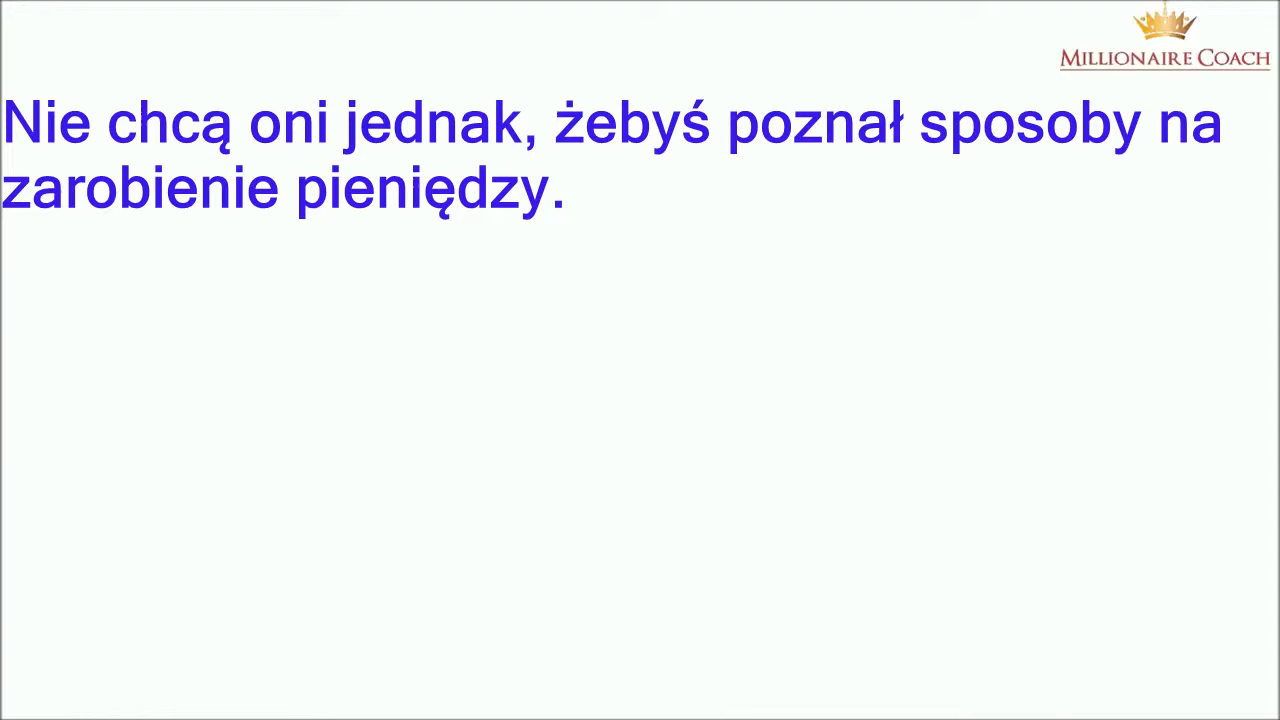 MILLIONAIRE COACH
Nie chcą oni jednak, żebyś poznał sposoby na
zarobienie pieniędzy.